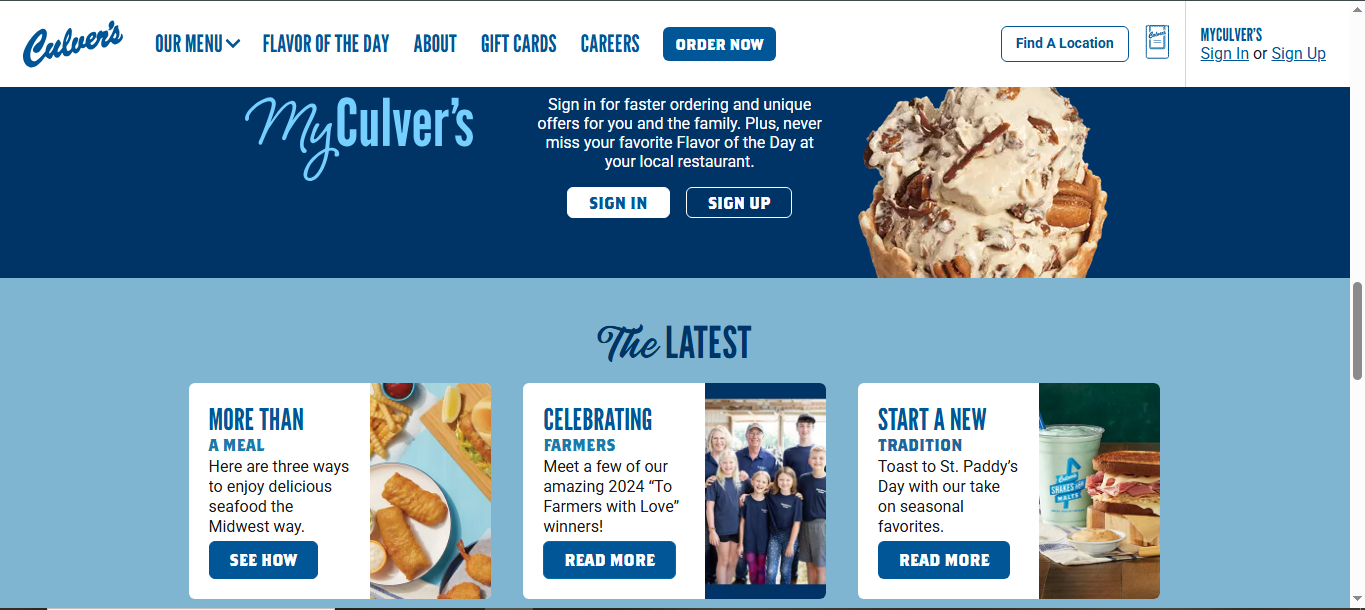 Culver's
OUR MENU
FLAVOR OF THE DAY
ABOUT
GIFT CARDS
CAREERS
ORDER NOW
Find A Location
Culver's
MYCULVER'S
Sign In or Sign Up
MyCulver's
Sign in for faster ordering and unique
offers for you and the family. Plus, never
miss your favorite Flavor of the Day at
your local restaurant.
SIGN IN
SIGN UP
The LATEST
MORE THAN
A MEAL
Here are three ways
to enjoy delicious
seafood the
Midwest way.
SEE HOW
CELEBRATING
FARMERS
Meet a few of our
amazing 2024 “To
Farmers with Love”
winners!
READ MORE
START A NEW
TRADITION
Toast to St. Paddy’s
Day with our take
on seasonal
favorites.
READ MORE
Culver's
SHAKES
MALTS